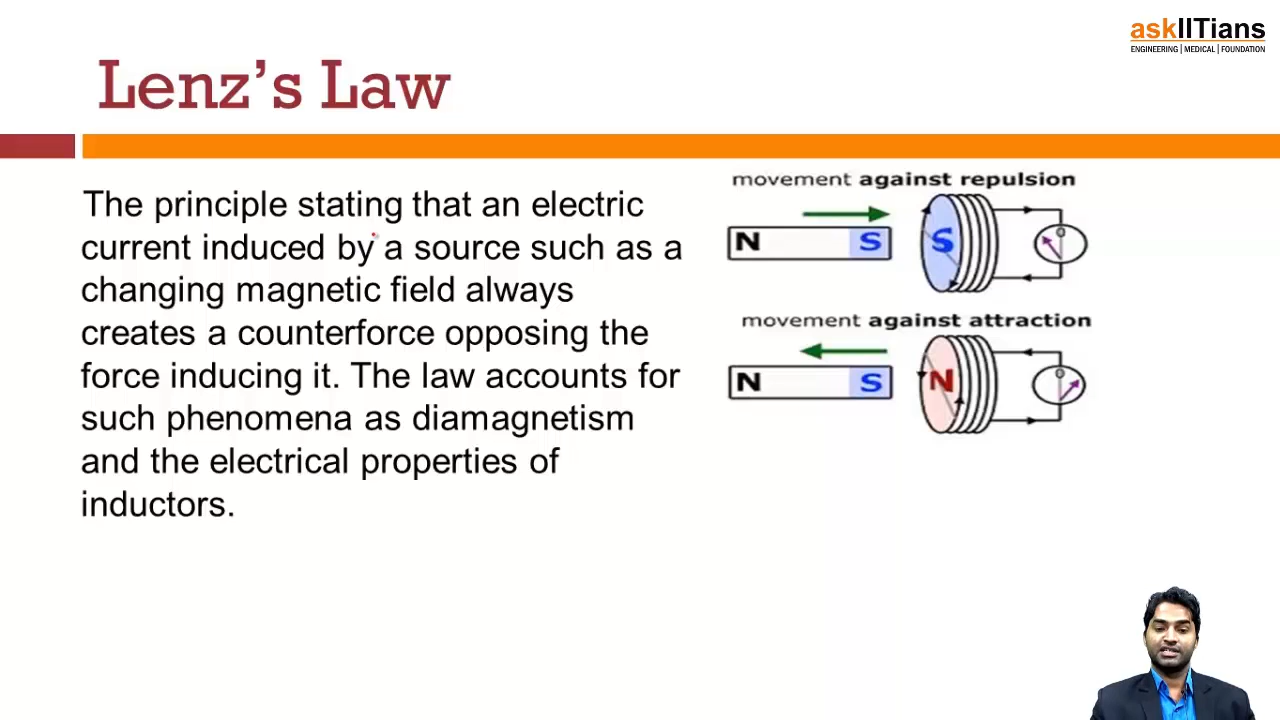 askIITians
ENGINEERING | MEDICAL | FOUNDATION
Lenz's Law
The principle stating that an electric
current induced by a source such as a
changing magnetic field always
creates a counterforce opposing the
force inducing it. The law accounts for
such phenomena as diamagnetism
and the electrical properties of
inductors.
movement against repulsion
N S S 0
movement against attraction
N S N 0